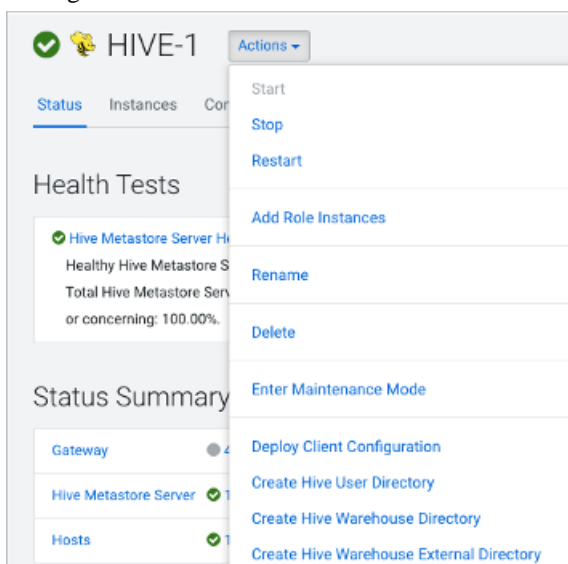 HIVE-1 Actions
Status Instances
Start
Stop
Restart
Health Tests
Add Role Instances
Hive Metastore Server
Healthy Hive Metastore
Total Hive Metastore
or concerning: 100.00%.
Rename
Delete
Status Summary
Enter Maintenance Mode
Gateway
Deploy Client Configuration
Create Hive User Directory
Hive Metastore Server 1
Create Hive Warehouse Directory
Hosts 1
Create Hive Warehouse External Directory